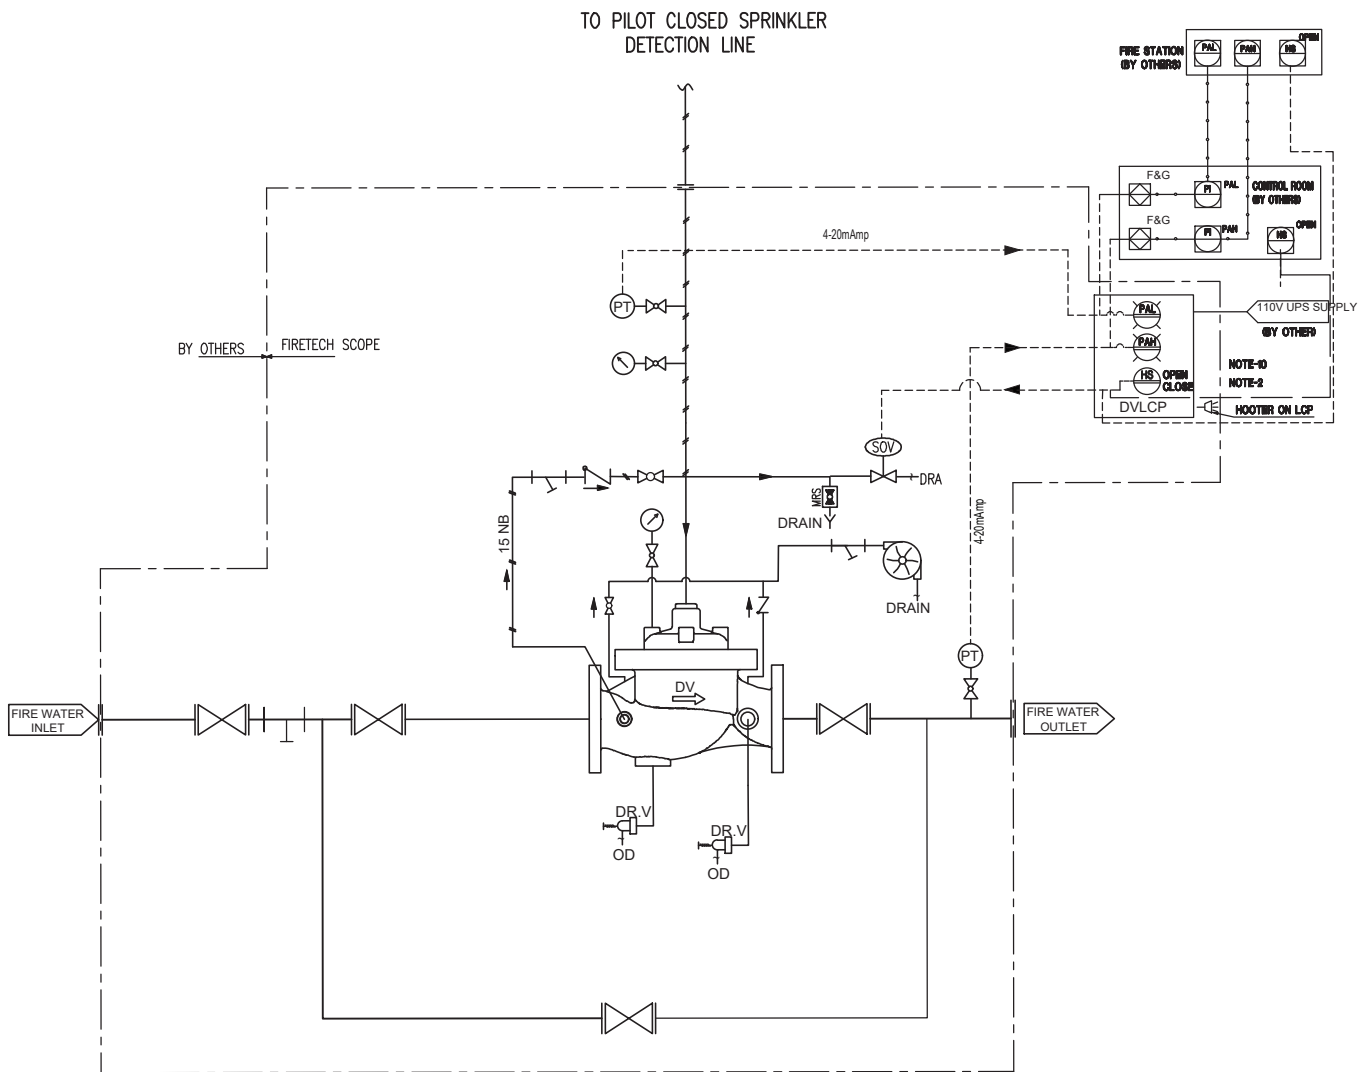 TO PILOT CLOSED SPRINKLER
DETECTION LINE
FIRE STATION
(BY OTHERS)
PAL
PAH
HS
OPEN
F&G
PI
PAL
CONTROL ROOM
(BY OTHERS)
F&G
PI
PAH
HS
OPEN
4-20mAmp
PT
110V UPS SUPPLY
(BY OTHER)
PAL
PAH
HS
OPEN
CLOSE
DVLCP
NOTE-10
NOTE-2
HOOTER ON LCP
BY OTHERS
FIRETECH SCOPE
SOV
DRA
MRS
DRAIN
15 NB
4-20mAmp
DRAIN
PT
DV
FIRE WATER
INLET
FIRE WATER
OUTLET
DR.V
OD
DR.V
OD